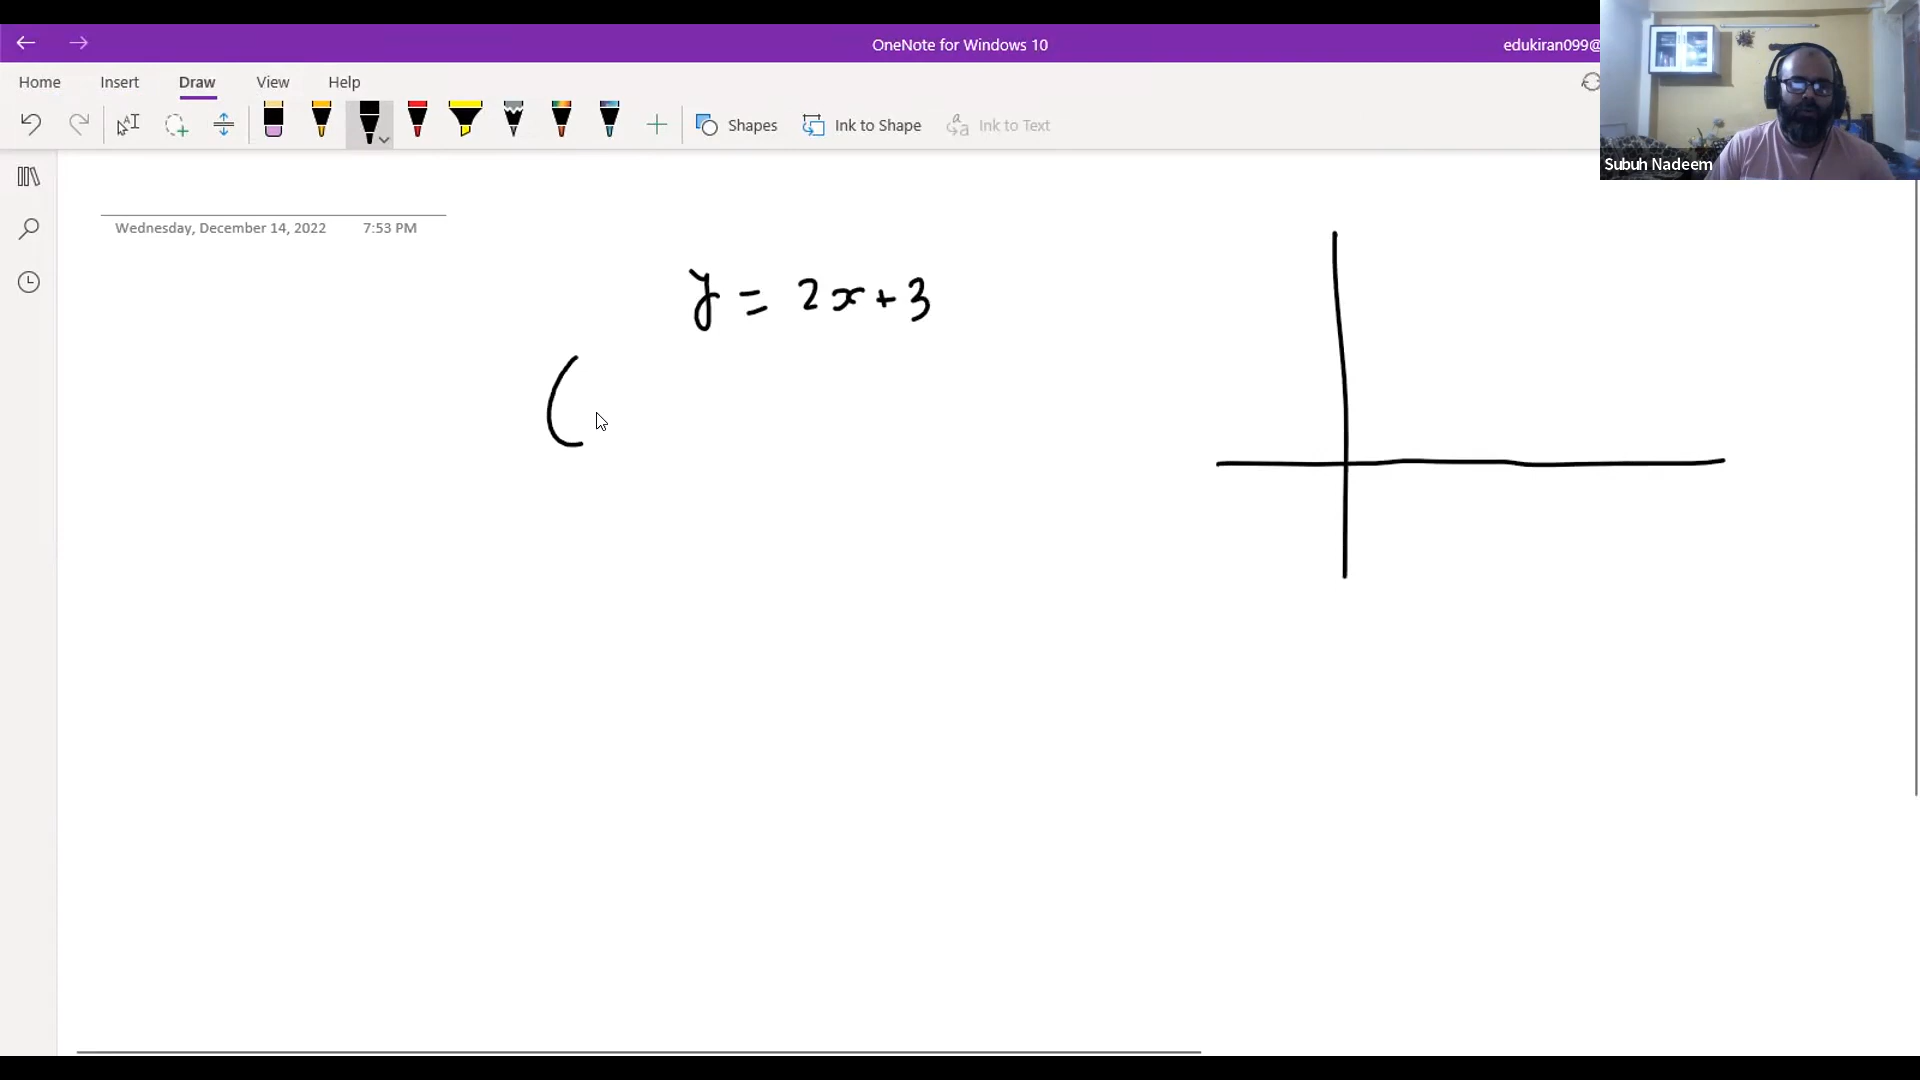 OneNote for Windows 10
edukiran099@
Home Insert Draw View Help
Shapes Ink to Shape Ink to Text
Subuh Nadeem
Wednesday, December 14, 2022 7:53 PM
y = 2x+3
(